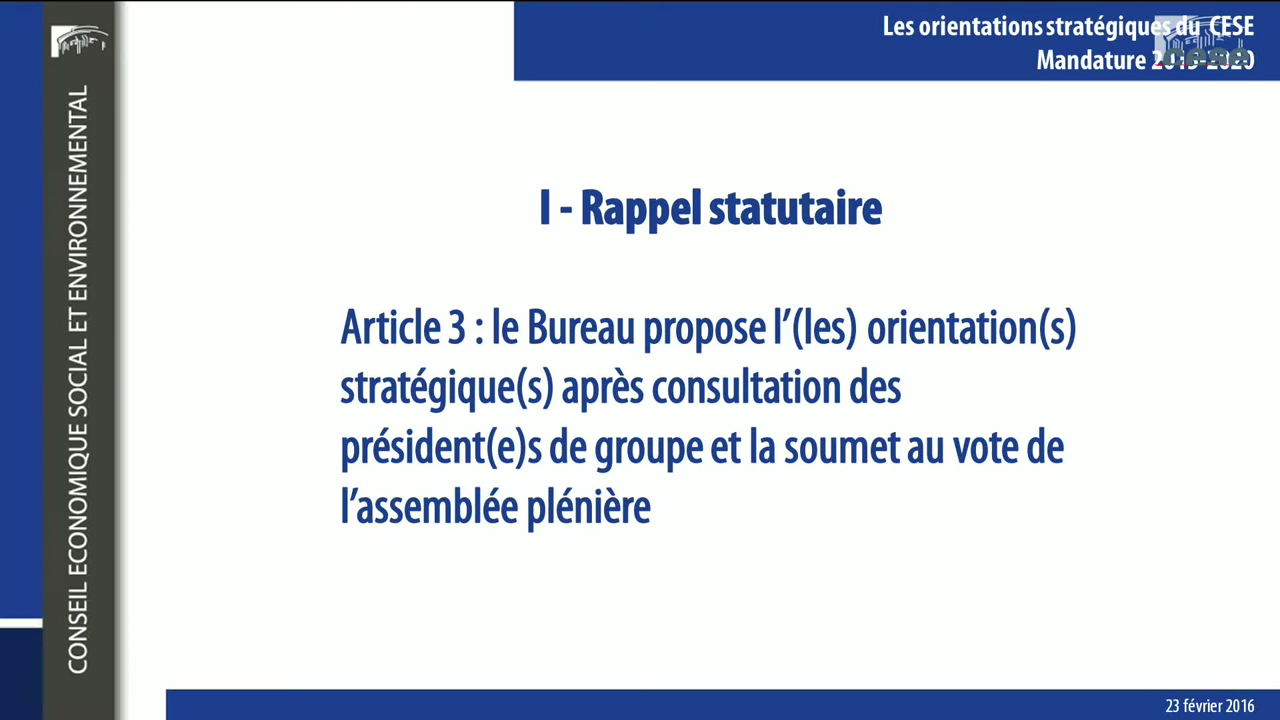 Les orientations stratégiques du CESE
Mandature 2015-2020
CONSEIL ECONOMIQUE SOCIAL ET ENVIRONNEMENTAL
I - Rappel statutaire
Article 3 : le Bureau propose l’(les) orientation(s)
stratégique(s) après consultation des
président(e)s de groupe et la soumet au vote de
l’assemblée plénière
23 février 2016